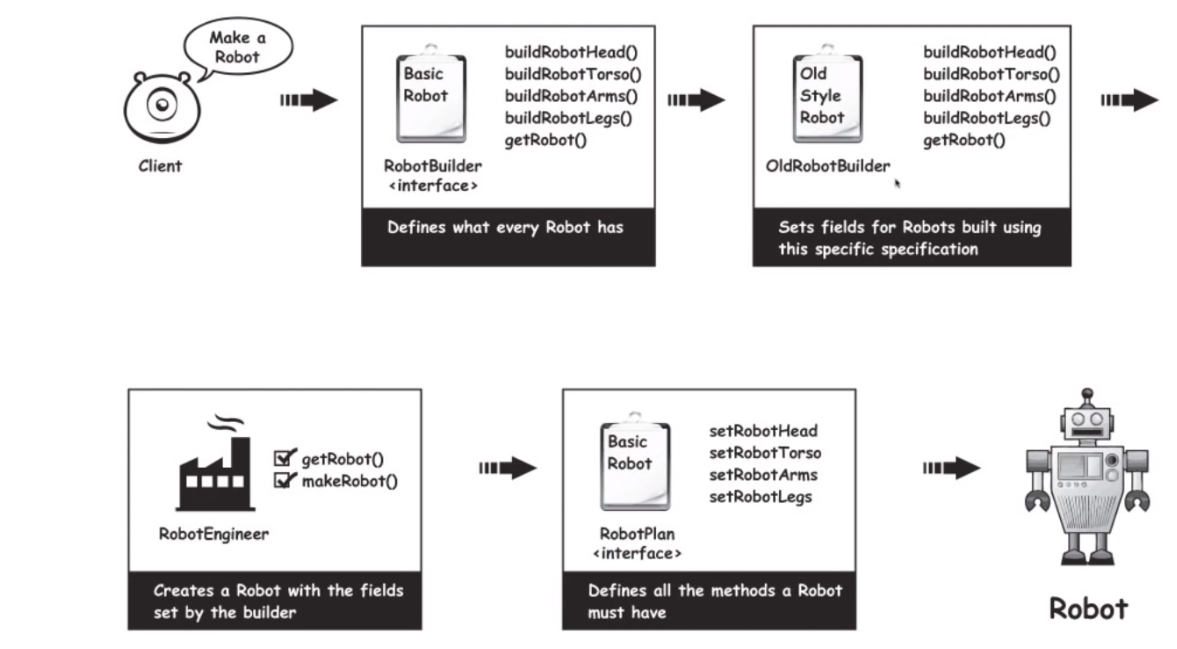 Make a
Robot
Client
Basic
Robot
RobotBuilder
<interface>
buildRobotHead()
buildRobotTorso()
buildRobotArms()
buildRobotLegs()
getRobot()
Defines what every Robot has
Old
Style
Robot
OldRobotBuilder
buildRobotHead()
buildRobotTorso()
buildRobotArms()
buildRobotLegs()
getRobot()
Sets fields for Robots built using
this specific specification
getRobot()
makeRobot()
RobotEngineer
Creates a Robot with the fields
set by the builder
Basic
Robot
RobotPlan
<interface>
setRobotHead
setRobotTorso
setRobotArms
setRobotLegs
Defines all the methods a Robot
must have
Robot